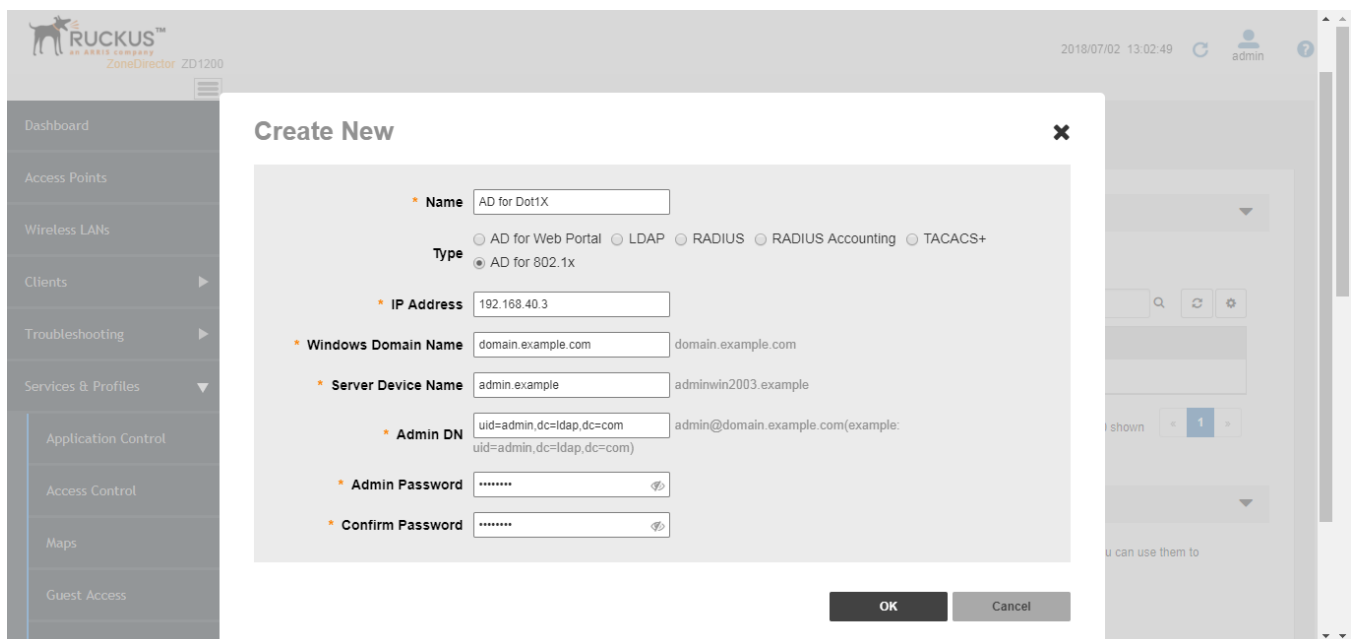 RUCKUS™
an ARRIS company
ZoneDirector ZD1200
2018/07/02 13:02:49
admin
?
Dashboard
Access Points
Wireless LANs
Clients
Troubleshooting
Services & Profiles
Application Control
Access Control
Maps
Guest Access
Create New
* Name AD for Dot1X
Type AD for Web Portal LDAP RADIUS RADIUS Accounting TACACS+
AD for 802.1x
* IP Address 192.168.40.3
* Windows Domain Name domain.example.com domain.example.com
* Server Device Name admin.example adminwin2003.example
* Admin DN uid=admin,dc=ldap,dc=com admin@domain.example.com(example:
uid=admin,dc=ldap,dc=com)
* Admin Password ••••••••
* Confirm Password ••••••••
OK Cancel
shown « 1 »
u can use them to